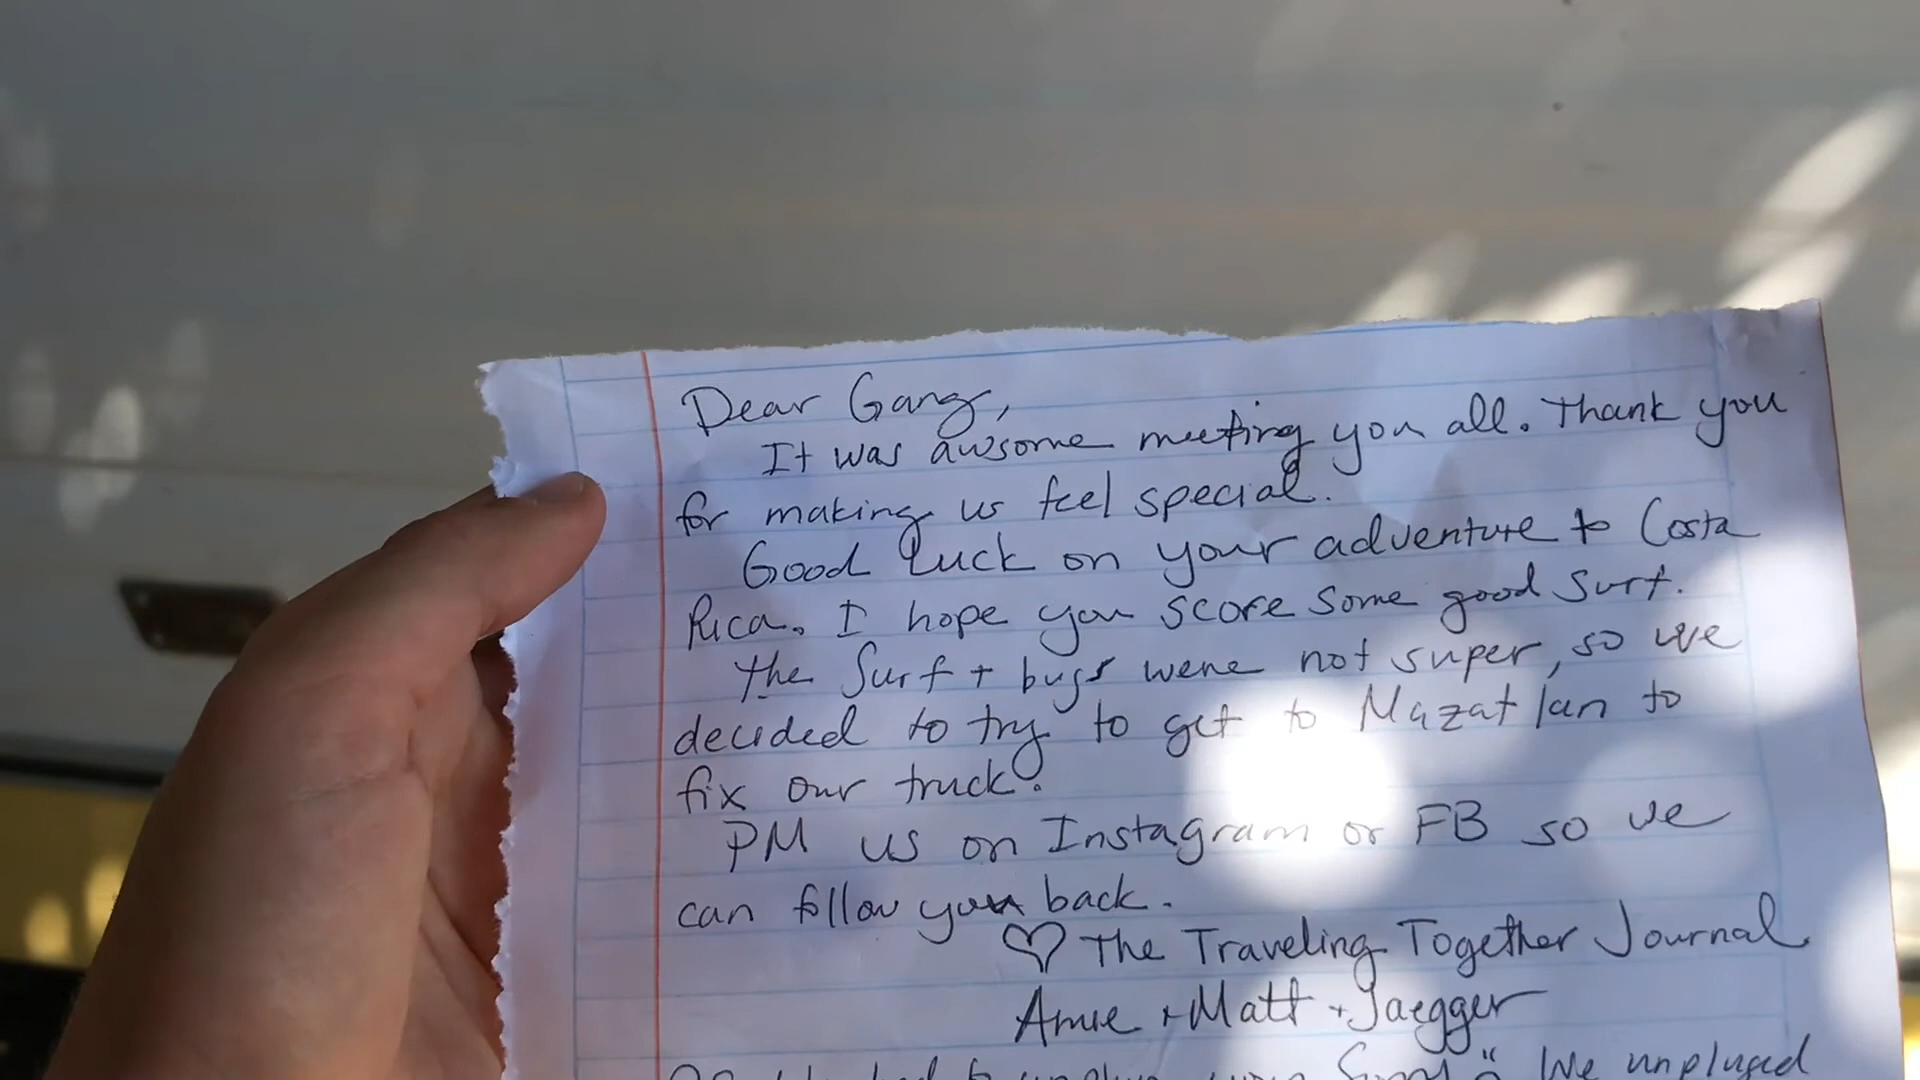 Dear Gang,
It was awsome meeting you all. Thank you
for making us feel special.
Good Luck on your adventure to Costa
Rica. I hope you score some good surf.
the Surf + bugs were not super, so we
decided to try to get to Mazatlan to
fix our truck.
PM us on Instagram or FB so we
can follow you back.
♡ The Traveling Together Journal
Amie + Matt + Jaegger
We unpluged